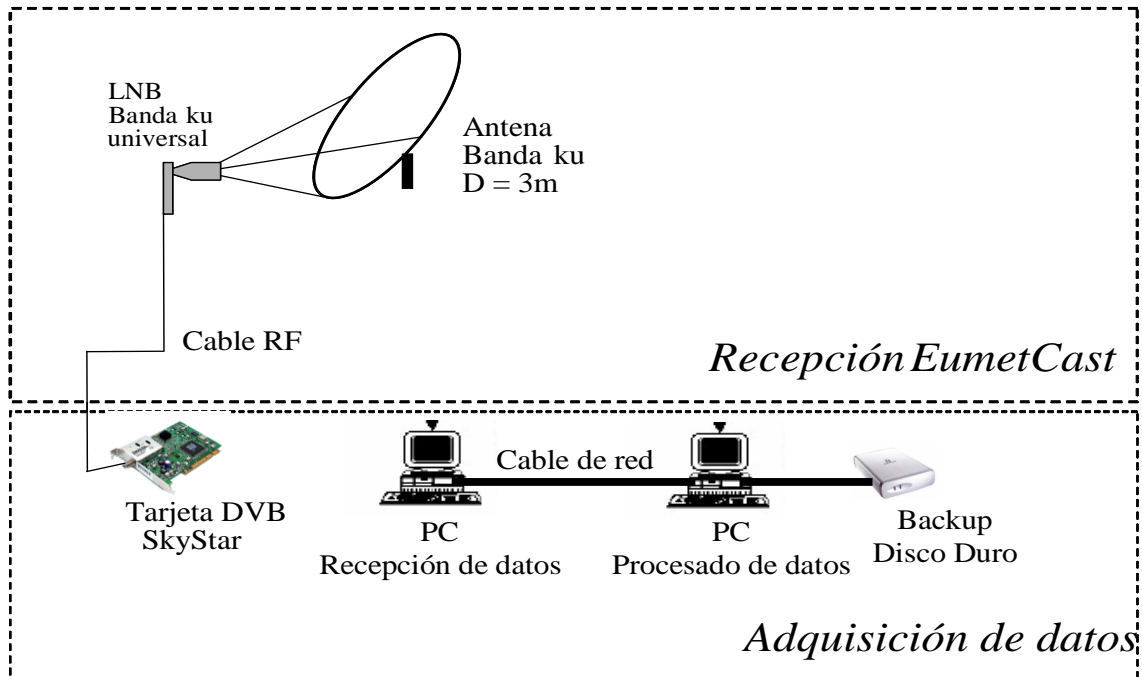 LNB
Banda ku
universal
Antena
Banda ku
D = 3m
Cable RF
Recepción EumetCast
Tarjeta DVB
SkyStar
Cable de red
PC
Recepción de datos
PC
Procesado de datos
Backup
Disco Duro
Adquisición de datos